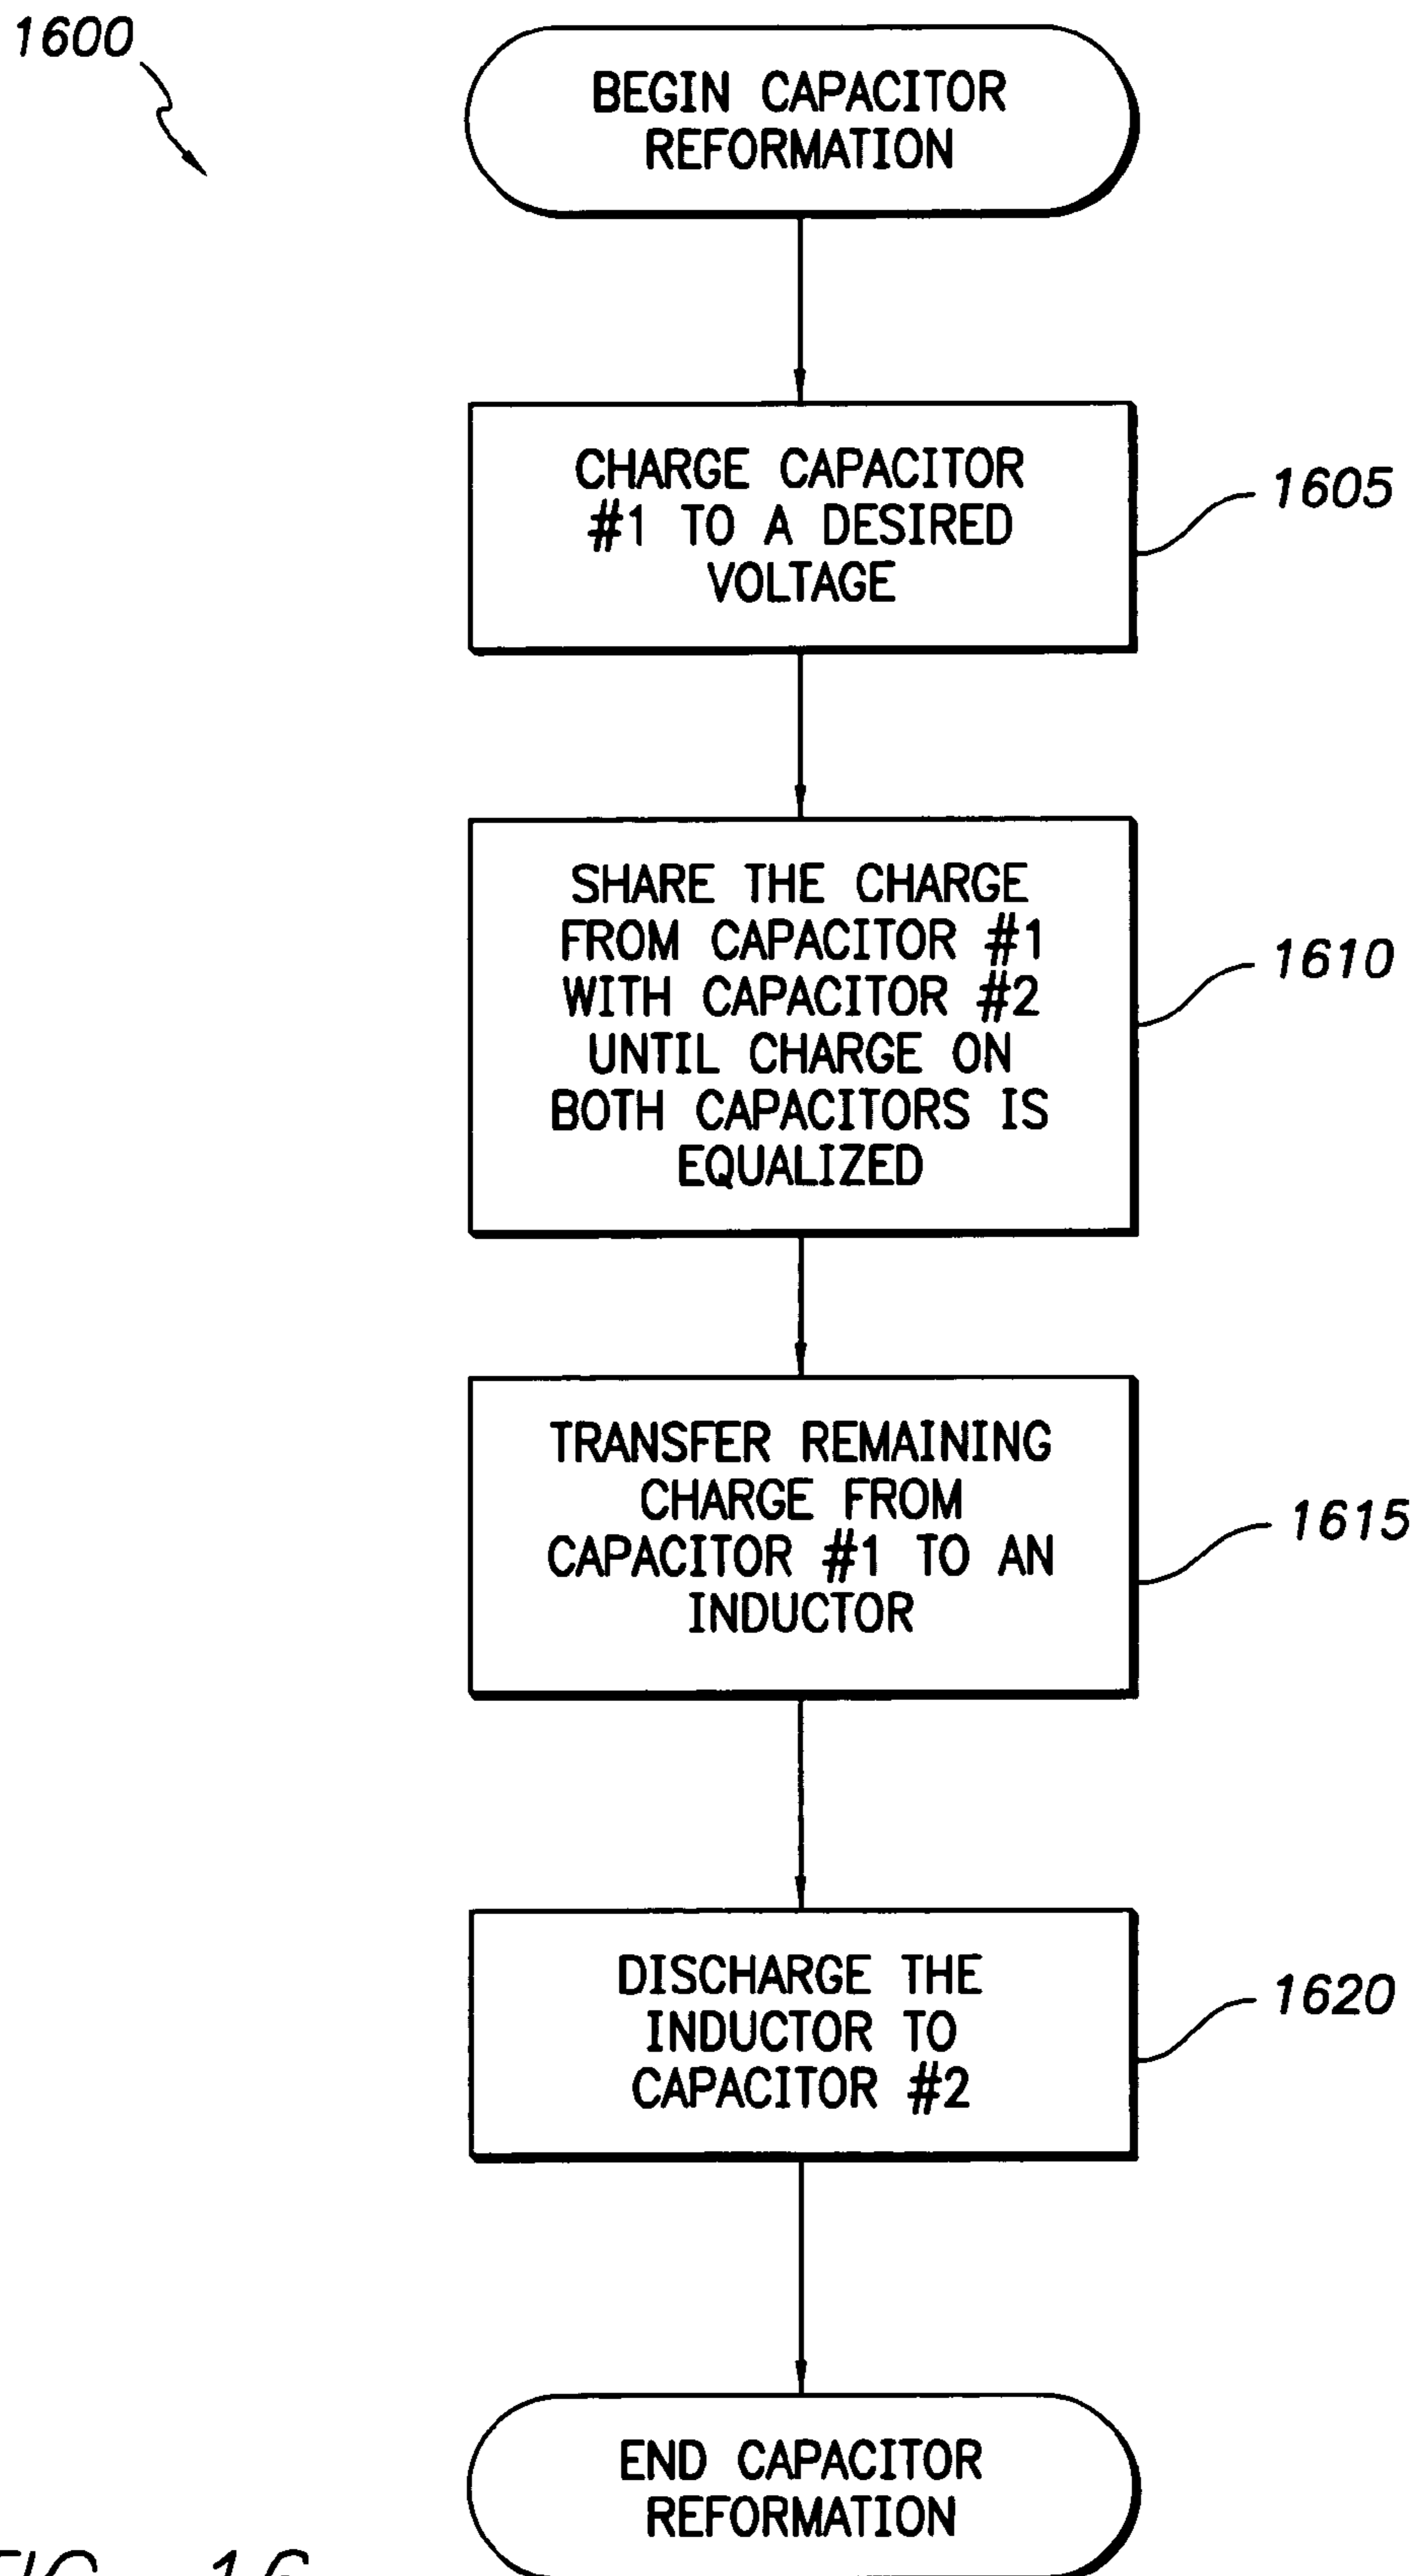 1600
BEGIN CAPACITOR
REFORMATION
CHARGE CAPACITOR
#1 TO A DESIRED
VOLTAGE
1605
SHARE THE CHARGE
FROM CAPACITOR #1
WITH CAPACITOR #2
UNTIL CHARGE ON
BOTH CAPACITORS IS
EQUALIZED
1610
TRANSFER REMAINING
CHARGE FROM
CAPACITOR #1 TO AN
INDUCTOR
1615
DISCHARGE THE
INDUCTOR TO
CAPACITOR #2
1620
END CAPACITOR
REFORMATION
FIG. 16